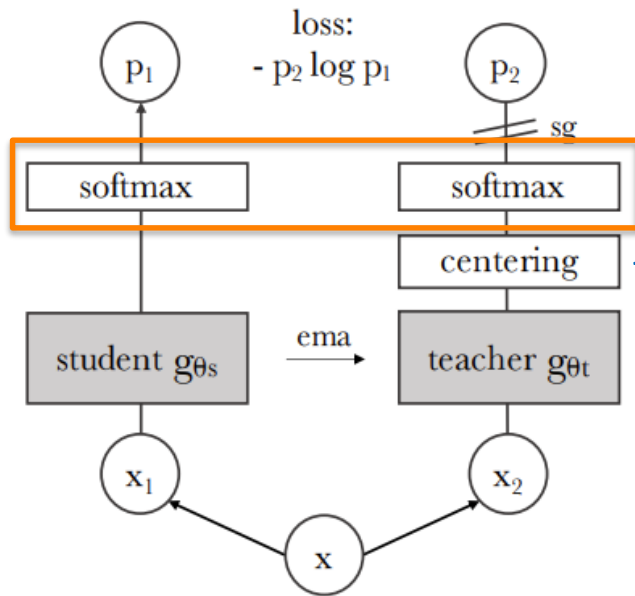 loss:
p₁ - p₂ log p₁ p₂
sg
softmax softmax
centering
ema
student gθs teacher gθt
x₁ x₂
x